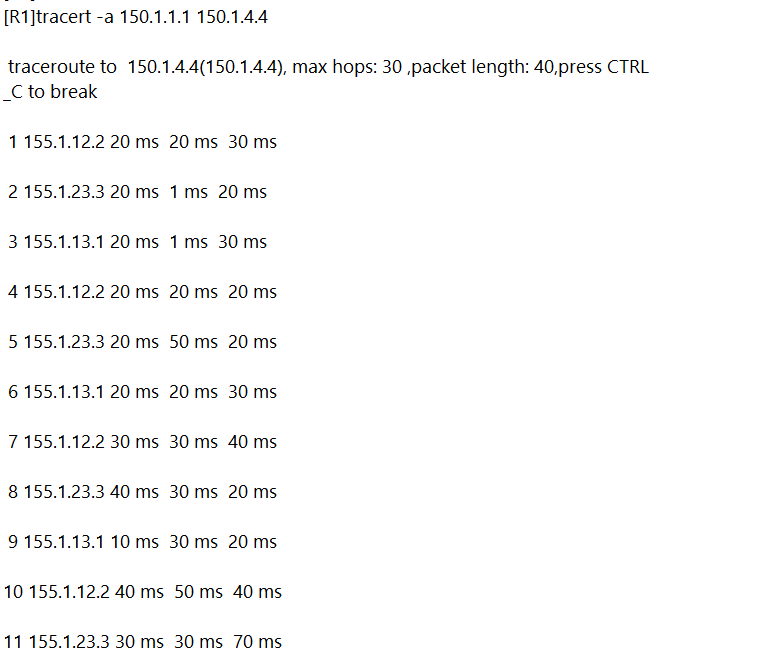 [R1]tracert -a 150.1.1.1 150.1.4.4
traceroute to  150.1.4.4(150.1.4.4), max hops: 30 ,packet length: 40,press CTRL
_C to break
1 155.1.12.2 20 ms  20 ms  30 ms
2 155.1.23.3 20 ms  1 ms  20 ms
3 155.1.13.1 20 ms  1 ms  30 ms
4 155.1.12.2 20 ms  20 ms  20 ms
5 155.1.23.3 20 ms  50 ms  20 ms
6 155.1.13.1 20 ms  20 ms  30 ms
7 155.1.12.2 30 ms  30 ms  40 ms
8 155.1.23.3 40 ms  30 ms  20 ms
9 155.1.13.1 10 ms  30 ms  20 ms
10 155.1.12.2 40 ms  50 ms  40 ms
11 155.1.23.3 30 ms  30 ms  70 ms